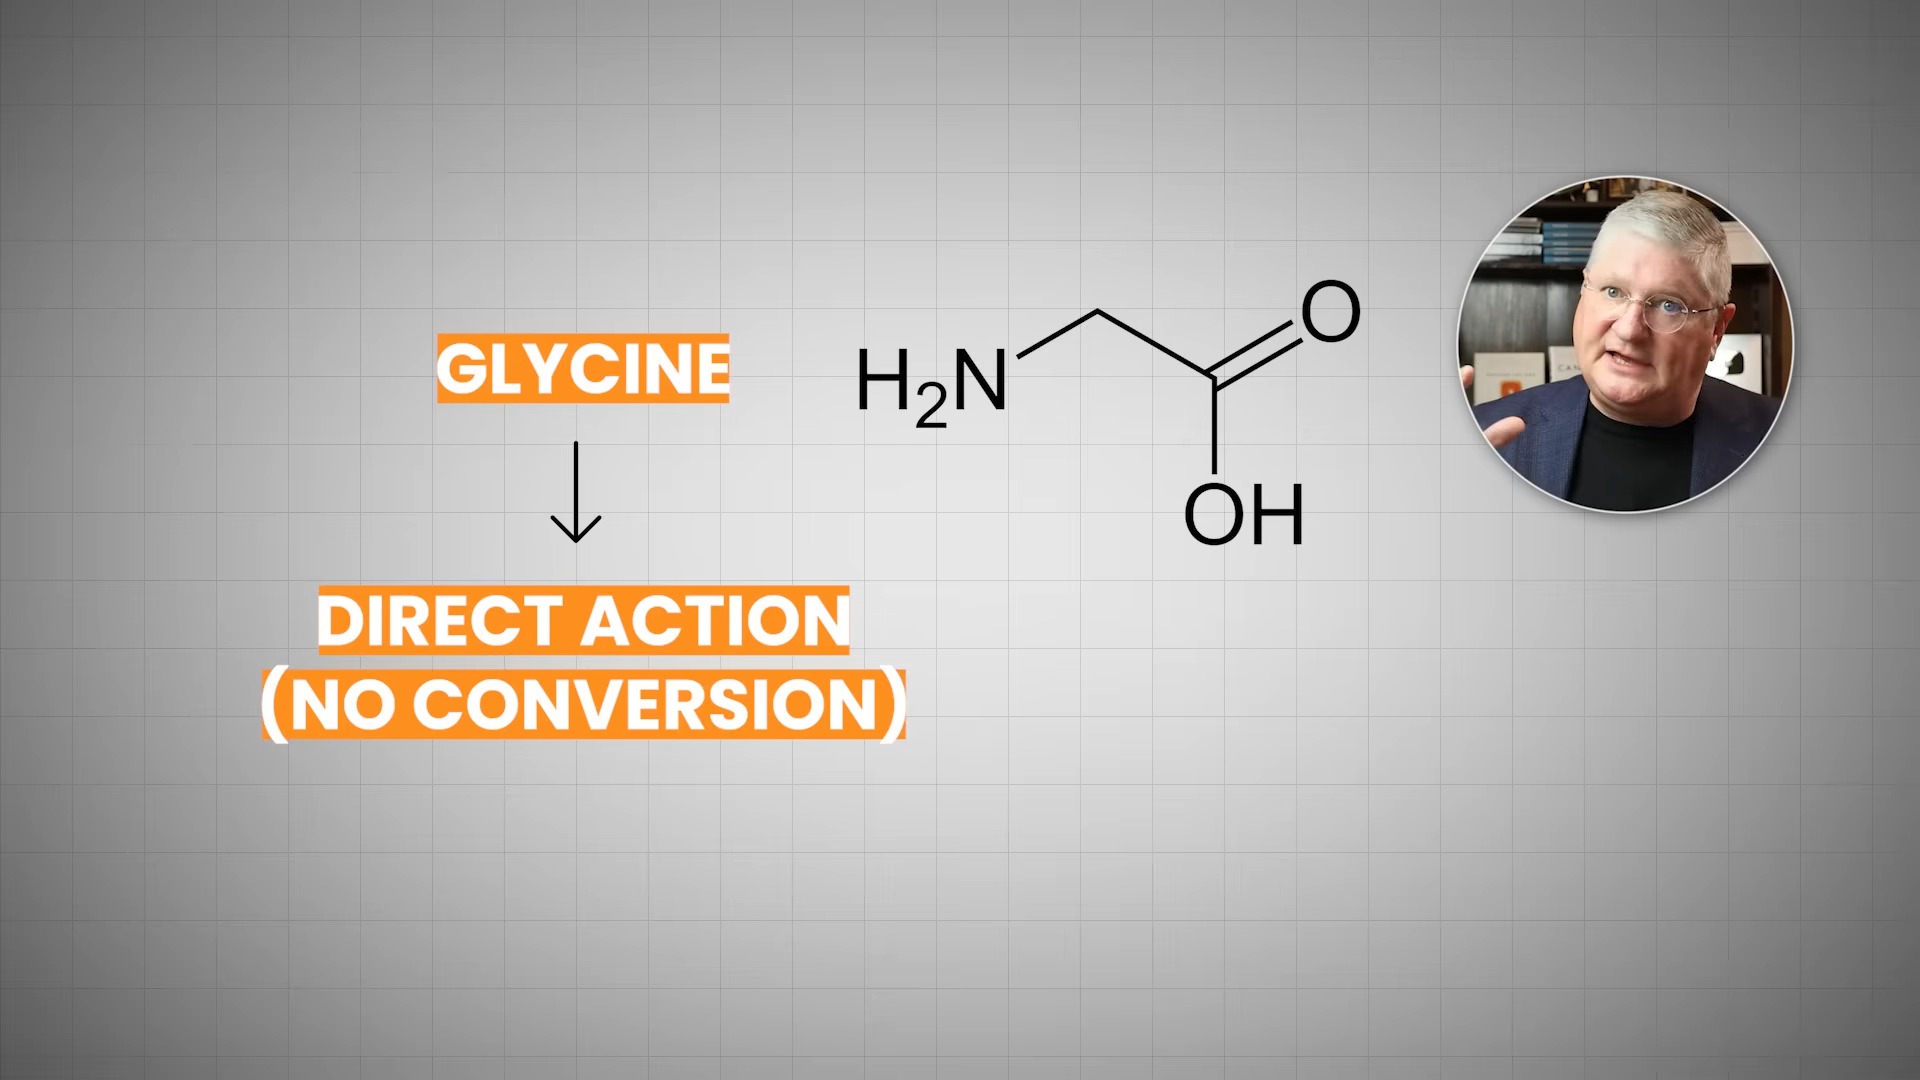 GLYCINE
H2N
O
OH
DIRECT ACTION
(NO CONVERSION)